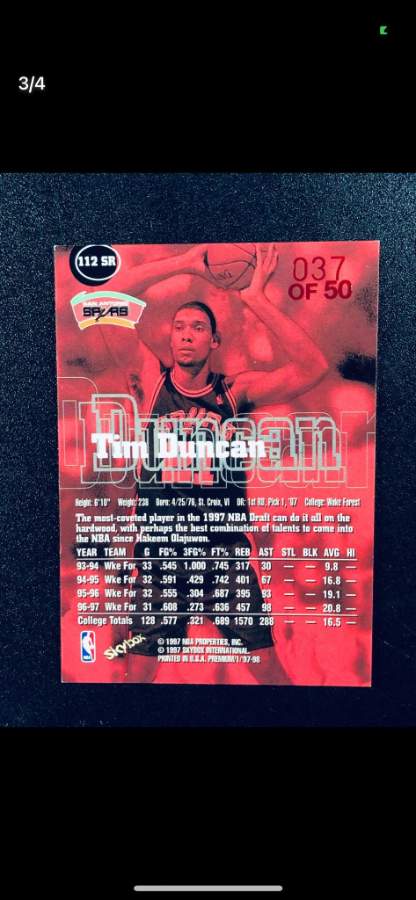 3/4
112 SR
037
OF 50
SAN ANTONIO
SPURS
Duncan
Tim Duncan
Height: 6'10" Weight: 238 Born: 4/25/76, St. Croix, VI DR: 1st RD, Pick 1, '97 College: Wake Forest
The most-coveted player in the 1997 NBA Draft can do it all on the
hardwood, with perhaps the best combination of talents to come into
the NBA since Hakeem Olajuwon.
YEAR TEAM G FG% 3FG% FT% REB AST STL BLK AVG HI
93-94 Wke For 33 .545 1.000 .745 317 30 — — 9.8 —
94-95 Wke For 32 .591 .429 .742 401 67 — — 16.8 —
95-96 Wke For 32 .555 .304 .687 395 93 — — 19.1 —
96-97 Wke For 31 .608 .273 .636 457 98 — — 20.8 —
College Totals 128 .577 .321 .689 1570 288 — — 16.5 —
NBA
SkyBox
© 1997 NBA PROPERTIES, INC.
© 1997 SKYBOX INTERNATIONAL.
PRINTED IN U.S.A. PREMIUM/1/'97-98